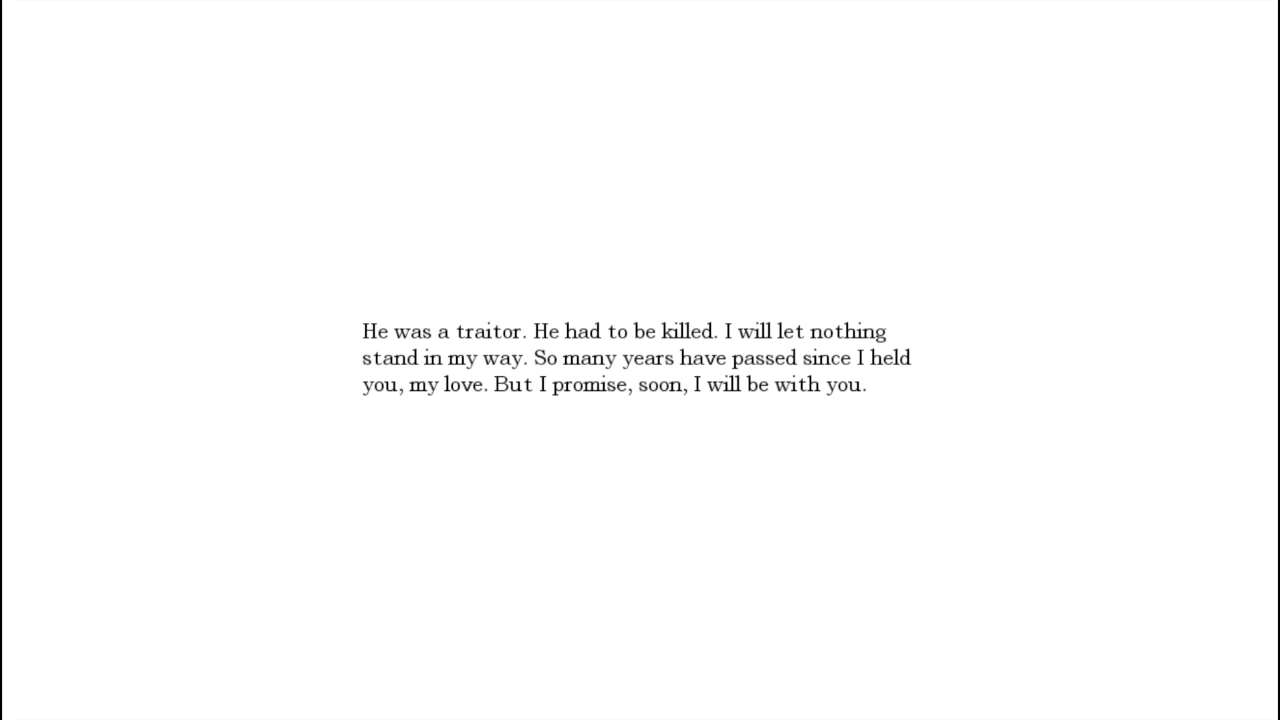 He was a traitor. He had to be killed. I will let nothing
stand in my way. So many years have passed since I held
you, my love. But I promise, soon, I will be with you.